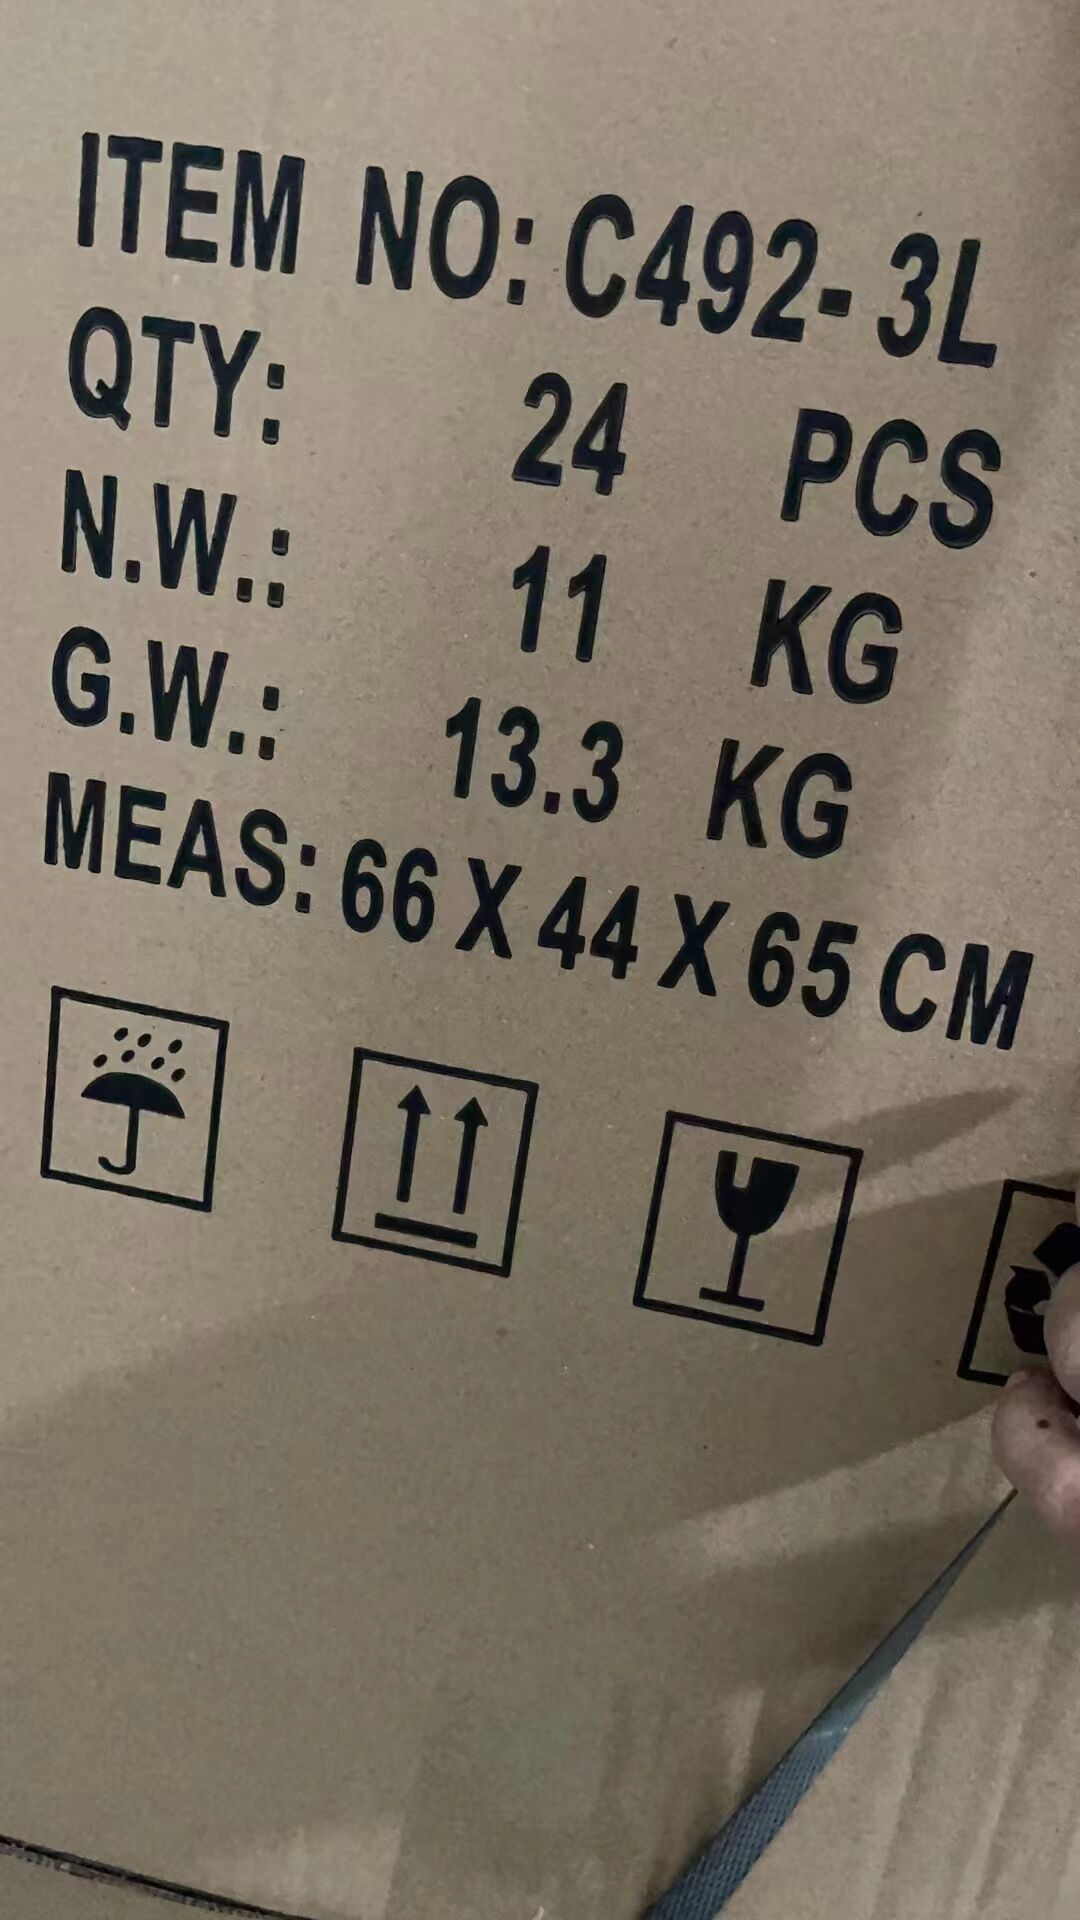 ITEM NO: C492-3L
QTY: 24 PCS
N.W.: 11 KG
G.W.: 13.3 KG
MEAS: 66 X 44 X 65 CM